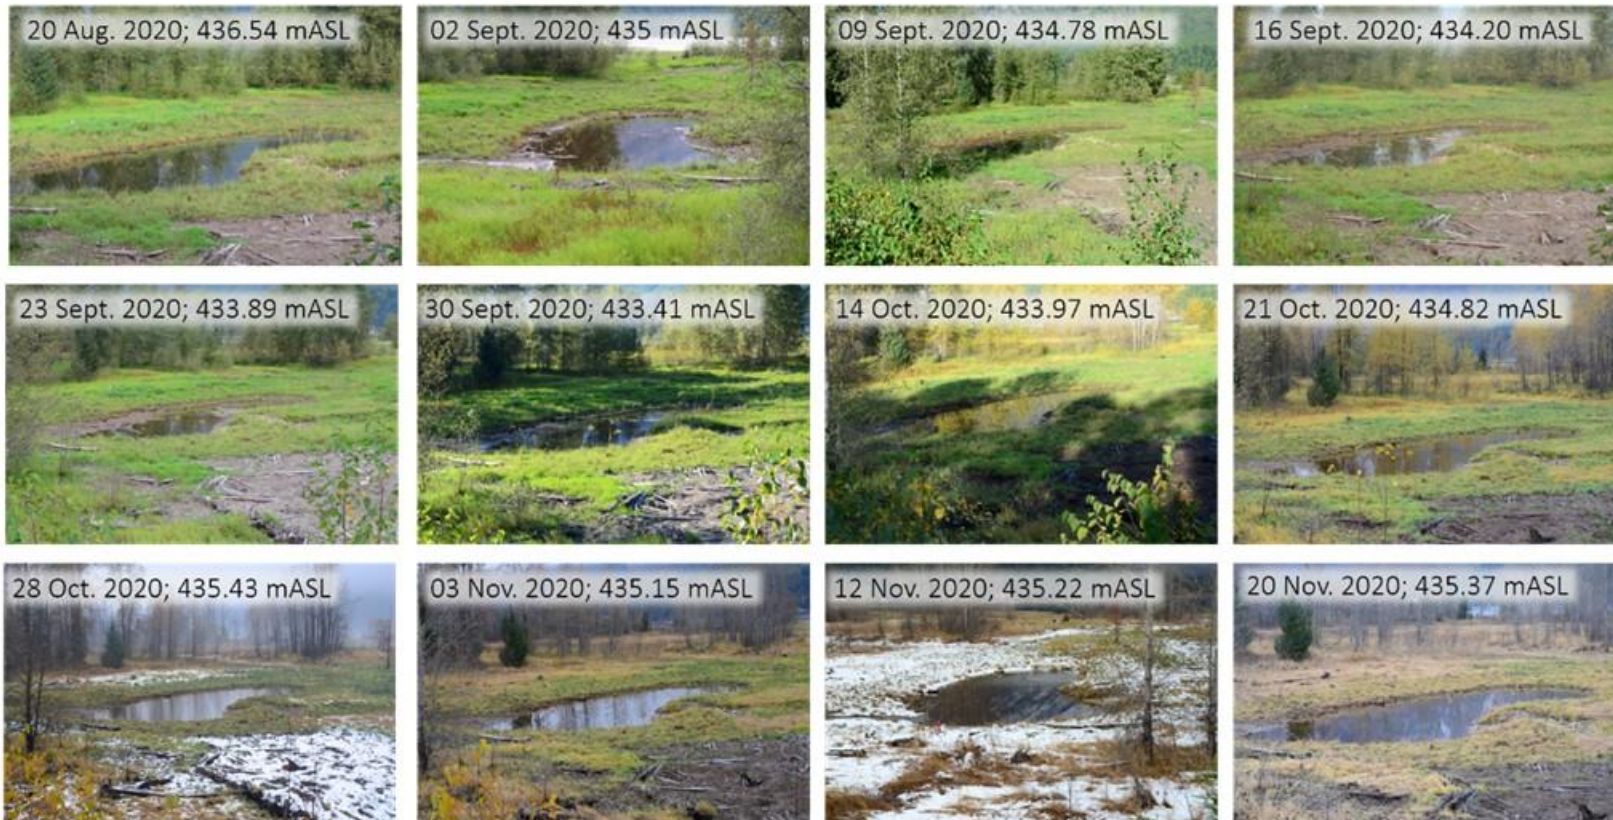 20 Aug. 2020; 436.54 mASL
02 Sept. 2020; 435 mASL
09 Sept. 2020; 434.78 mASL
16 Sept. 2020; 434.20 mASL
23 Sept. 2020; 433.89 mASL
30 Sept. 2020; 433.41 mASL
14 Oct. 2020; 433.97 mASL
21 Oct. 2020; 434.82 mASL
28 Oct. 2020; 435.43 mASL
03 Nov. 2020; 435.15 mASL
12 Nov. 2020; 435.22 mASL
20 Nov. 2020; 435.37 mASL